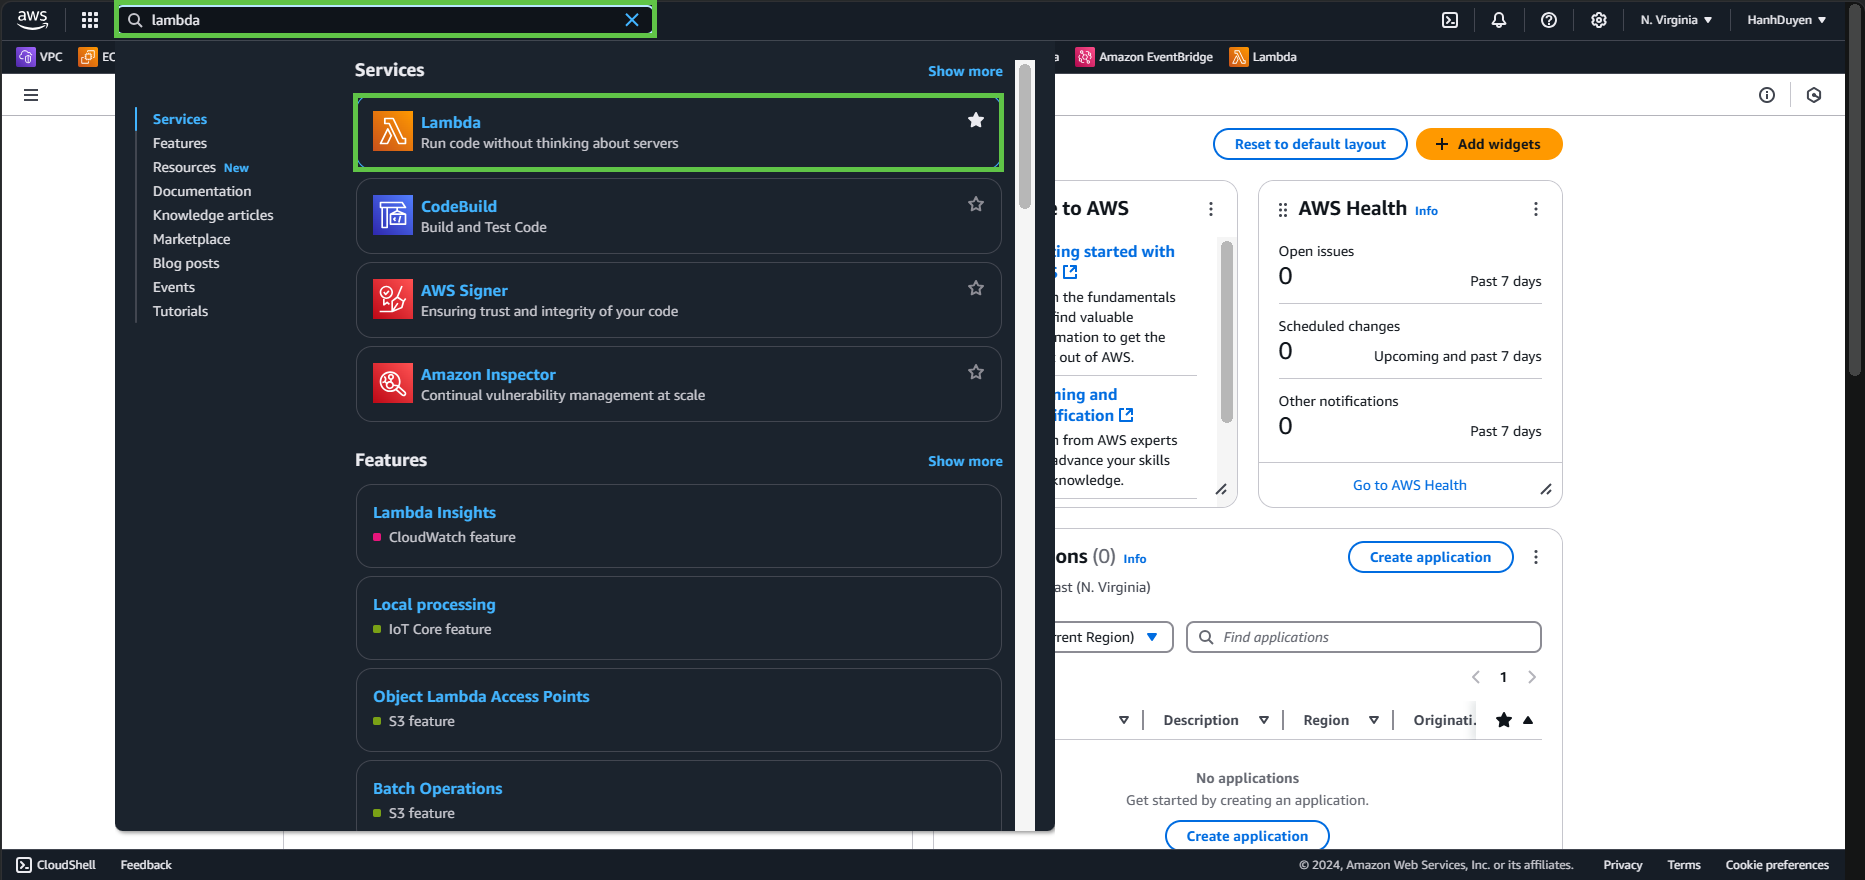 aws
lambda
N. Virginia
HanhDuyen
VPC
EC
Amazon EventBridge
Lambda
Services
Features
Resources New
Documentation
Knowledge articles
Marketplace
Blog posts
Events
Tutorials
Services
Show more
Lambda
Run code without thinking about servers
CodeBuild
Build and Test Code
AWS Signer
Ensuring trust and integrity of your code
Amazon Inspector
Continual vulnerability management at scale
Features
Show more
Lambda Insights
CloudWatch feature
Local processing
IoT Core feature
Object Lambda Access Points
S3 feature
Batch Operations
S3 feature
Reset to default layout
+ Add widgets
e to AWS
ing started with
the fundamentals
find valuable
mation to get the
out of AWS.
ning and
ification
from AWS experts
advance your skills
knowledge.
AWS Health Info
Open issues
0
Past 7 days
Scheduled changes
0
Upcoming and past 7 days
Other notifications
0
Past 7 days
Go to AWS Health
ons (0) Info
Create application
ast (N. Virginia)
rrent Region)
Find applications
1
Description
Region
Originati.
No applications
Get started by creating an application.
Create application
CloudShell
Feedback
© 2024, Amazon Web Services, Inc. or its affiliates.
Privacy
Terms
Cookie preferences